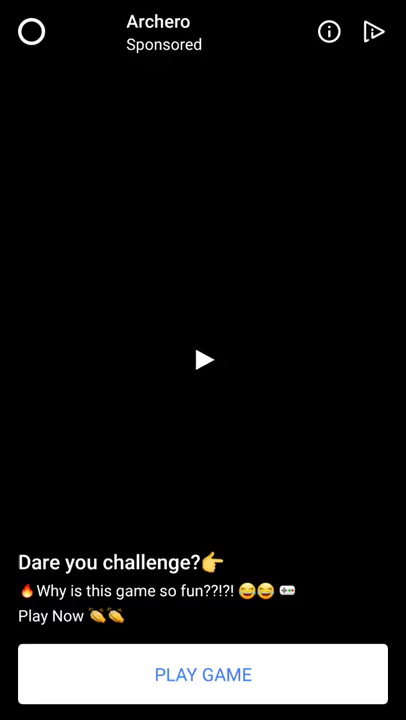 Archero
Sponsored
Dare you challenge?👉
🔥Why is this game so fun??!?! 😂😂 🎮
Play Now 👏👏
PLAY GAME